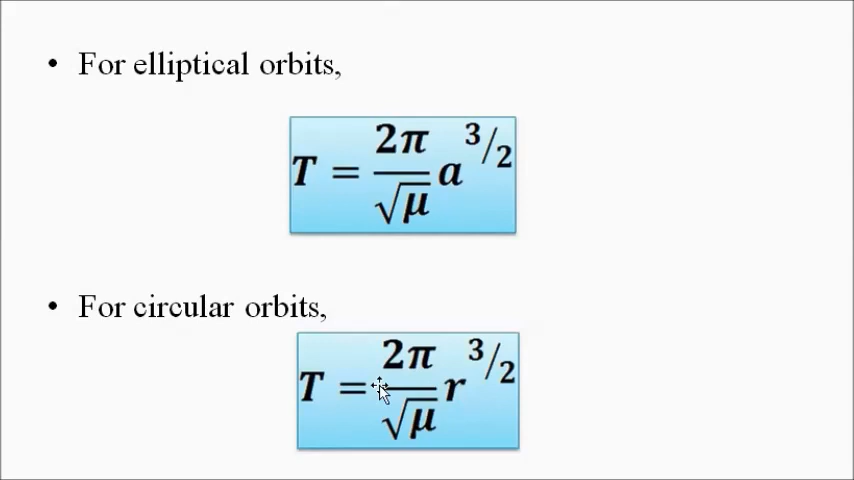 • For elliptical orbits,
T = 2π/√μ a^3/2
• For circular orbits,
T = 2π/√μ r^3/2